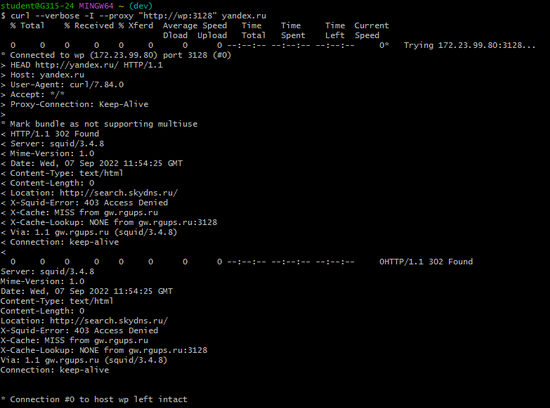 student@G315-24 MINGW64 ~ (dev)
$ curl --verbose -I --proxy "http://wp:3128" yandex.ru
  % Total    % Received % Xferd  Average Speed   Time    Time     Time  Current
                                 Dload  Upload   Total   Spent    Left  Speed
  0     0    0     0    0     0      0      0 --:--:-- --:--:-- --:--:--     0*   Trying 172.23.99.80:3128...
* Connected to wp (172.23.99.80) port 3128 (#0)
> HEAD http://yandex.ru/ HTTP/1.1
> Host: yandex.ru
> User-Agent: curl/7.84.0
> Accept: */*
> Proxy-Connection: Keep-Alive
>
* Mark bundle as not supporting multiuse
< HTTP/1.1 302 Found
< Server: squid/3.4.8
< Mime-Version: 1.0
< Date: Wed, 07 Sep 2022 11:54:25 GMT
< Content-Type: text/html
< Content-Length: 0
< Location: http://search.skydns.ru/
< X-Squid-Error: 403 Access Denied
< X-Cache: MISS from gw.rgups.ru
< X-Cache-Lookup: NONE from gw.rgups.ru:3128
< Via: 1.1 gw.rgups.ru (squid/3.4.8)
< Connection: keep-alive
<
  0     0    0     0    0     0      0      0 --:--:-- --:--:-- --:--:--     0HTTP/1.1 302 Found
Server: squid/3.4.8
Mime-Version: 1.0
Date: Wed, 07 Sep 2022 11:54:25 GMT
Content-Type: text/html
Content-Length: 0
Location: http://search.skydns.ru/
X-Squid-Error: 403 Access Denied
X-Cache: MISS from gw.rgups.ru
X-Cache-Lookup: NONE from gw.rgups.ru:3128
Via: 1.1 gw.rgups.ru (squid/3.4.8)
Connection: keep-alive
* Connection #0 to host wp left intact